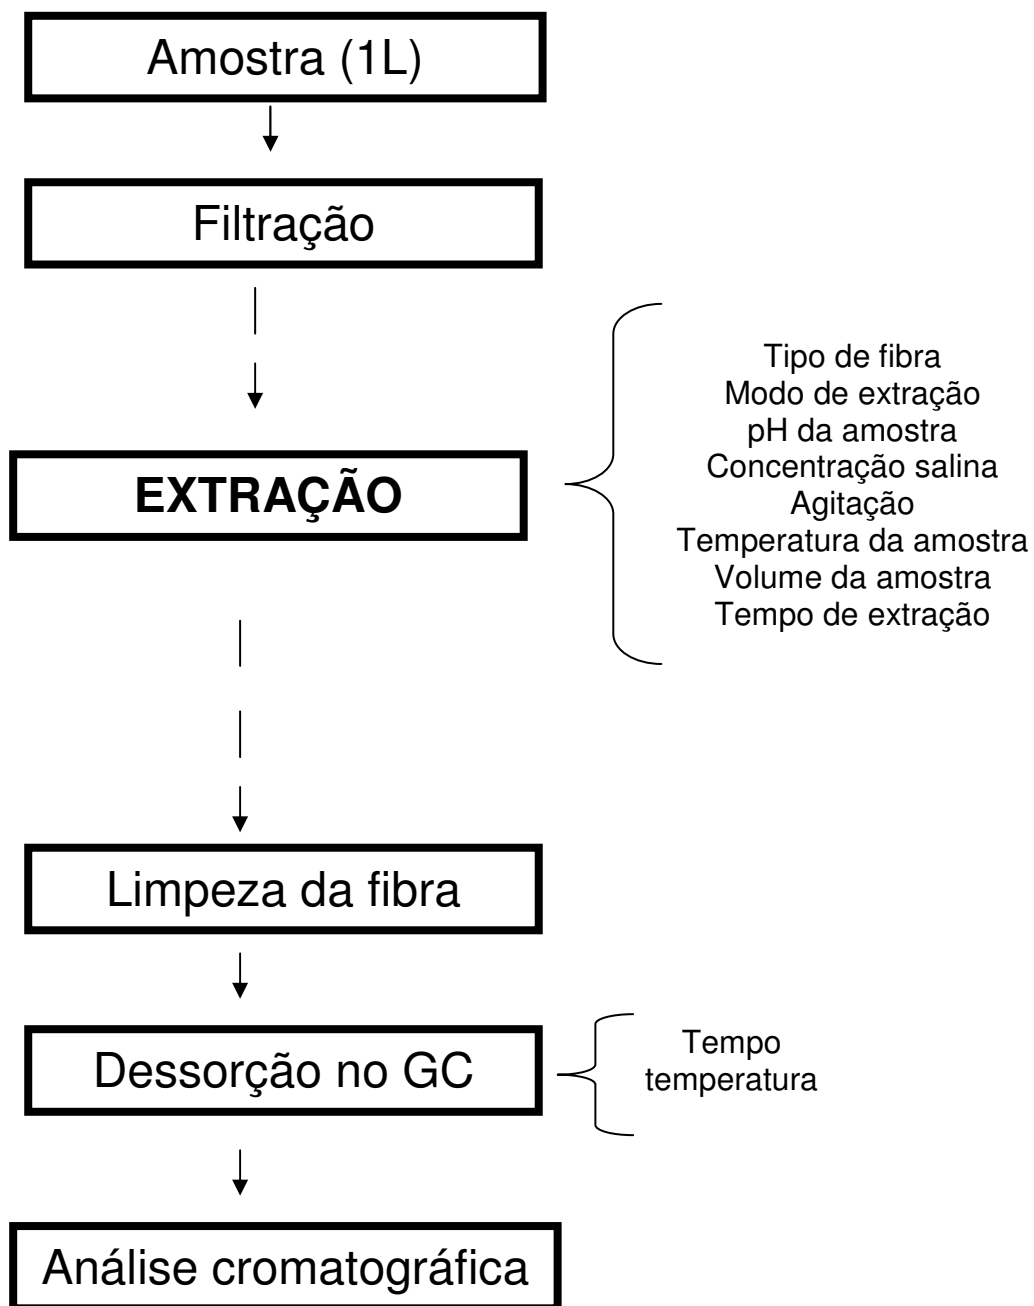 Amostra (1L)
Filtração
EXTRAÇÃO
Tipo de fibra
Modo de extração
pH da amostra
Concentração salina
Agitação
Temperatura da amostra
Volume da amostra
Tempo de extração
Limpeza da fibra
Dessorção no GC
Tempo
temperatura
Análise cromatográfica